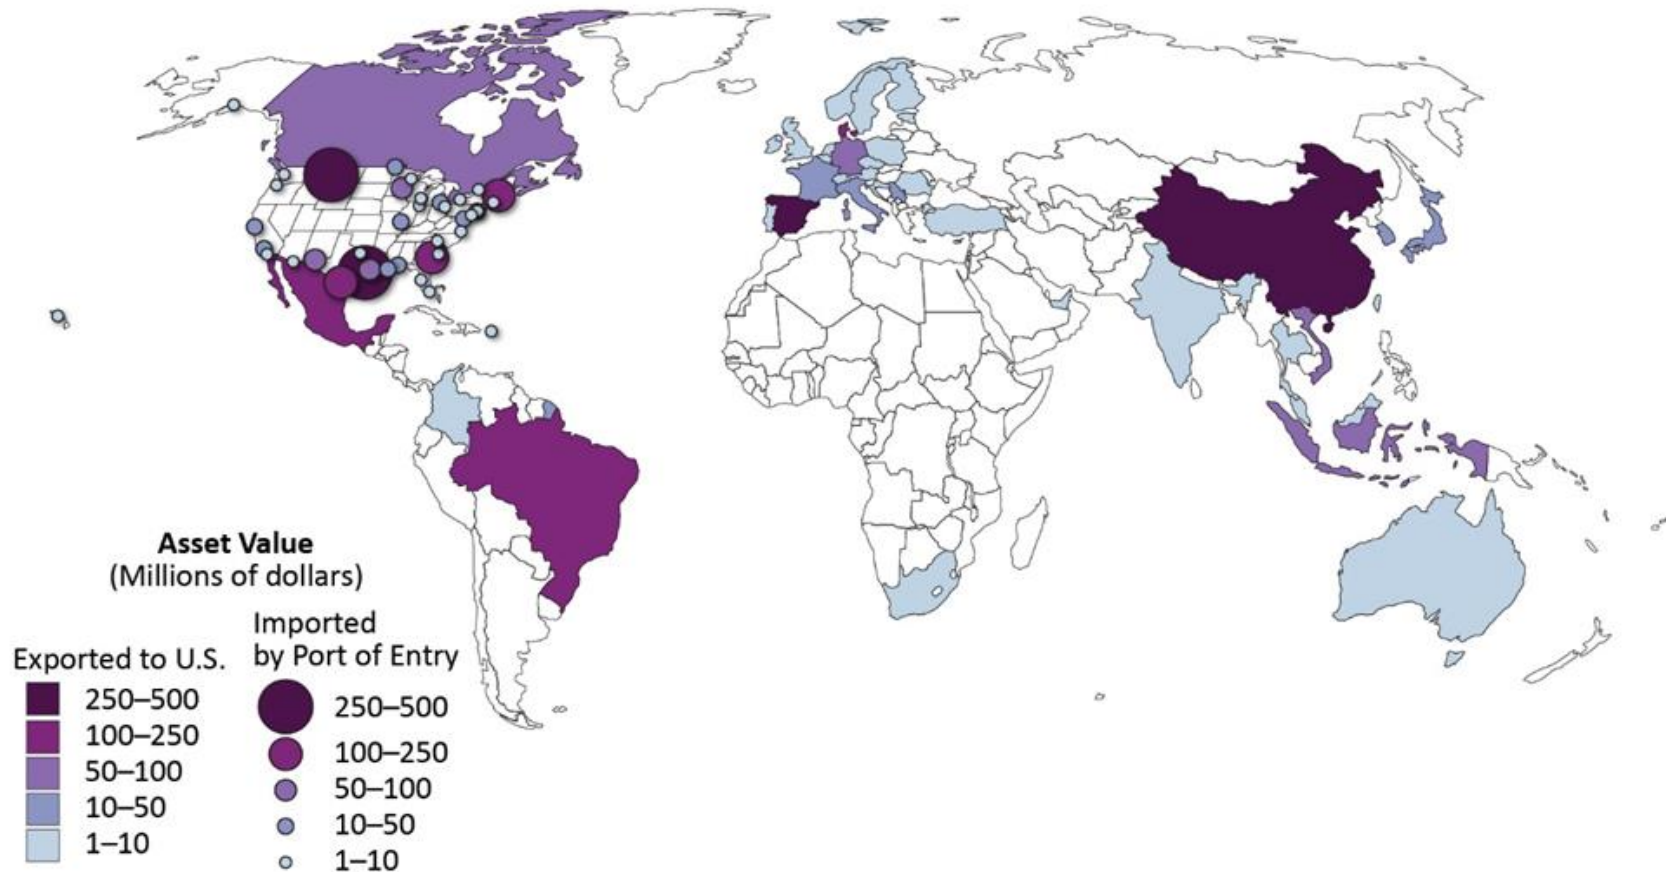 Asset Value
(Millions of dollars)
Exported to U.S.
250–500
100–250
50–100
10–50
1–10
Imported
by Port of Entry
250–500
100–250
50–100
10–50
1–10